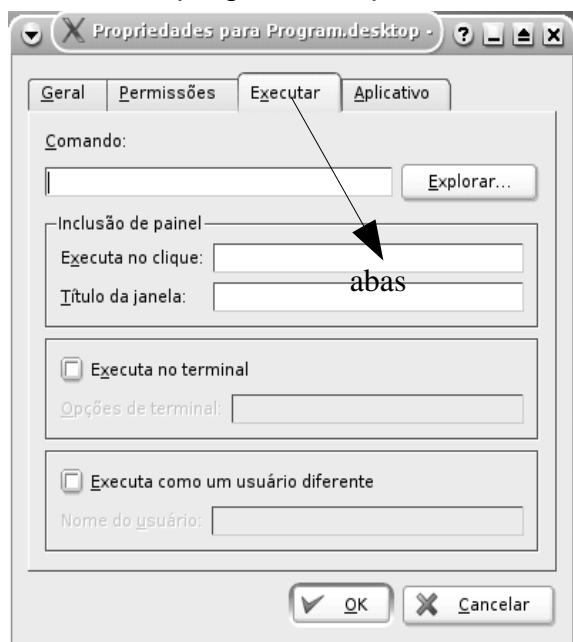 Propriedades para Program.desktop -
Geral Permissões Executar Aplicativo
Comando:
Explorar...
Inclusão de painel
Executa no clique:
abas
Título da janela:
Executa no terminal
Opções de terminal:
Executa como um usuário diferente
Nome do usuário:
OK Cancelar